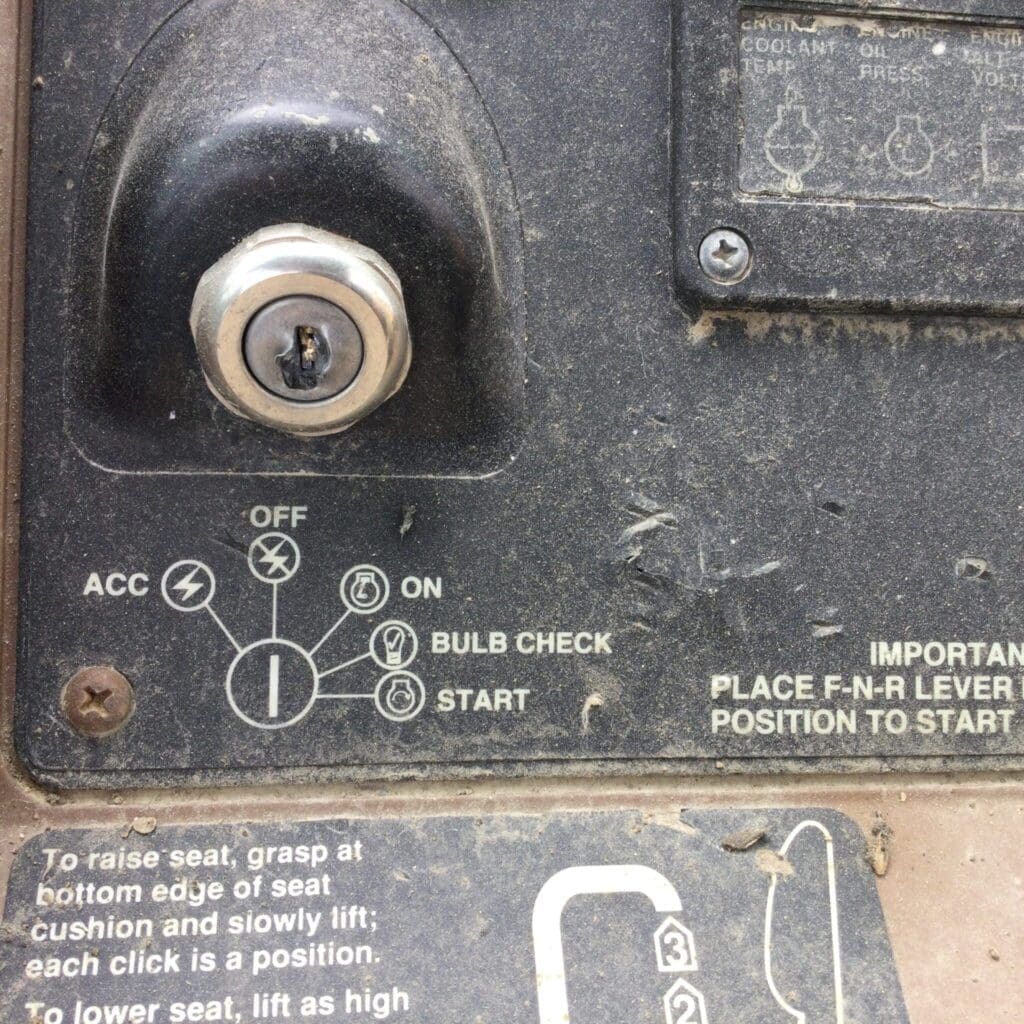 ENGINE ENGINE
COOLANT OIL ALT.
TEMP PRESS.
OFF
ACC
ON
BULB CHECK
START
IMPORTAN
PLACE F-N-R LEVER
POSITION TO START
To raise seat, grasp at
bottom edge of seat
cushion and slowly lift;
each click is a position.
To lower seat, lift as high
3
2